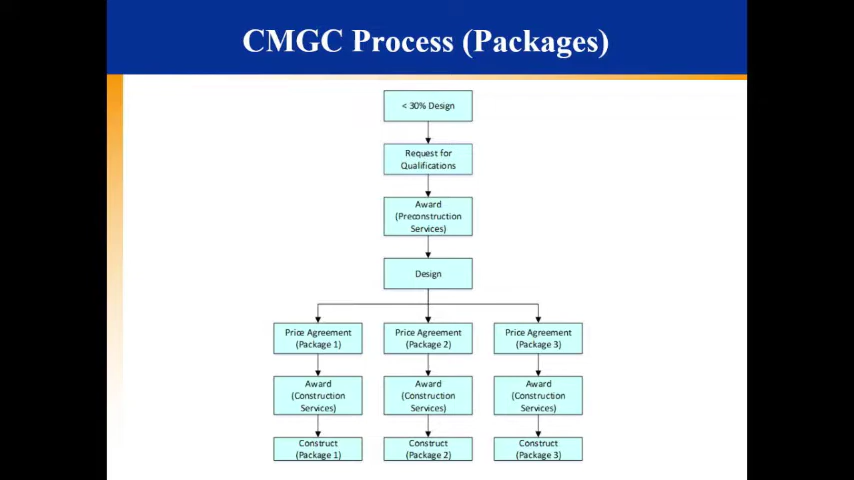 CMGC Process (Packages)
< 30% Design
Request for
Qualifications
Award
(Preconstruction
Services)
Design
Price Agreement
(Package 1)
Price Agreement
(Package 2)
Price Agreement
(Package 3)
Award
(Construction
Services)
Award
(Construction
Services)
Award
(Construction
Services)
Construct
(Package 1)
Construct
(Package 2)
Construct
(Package 3)